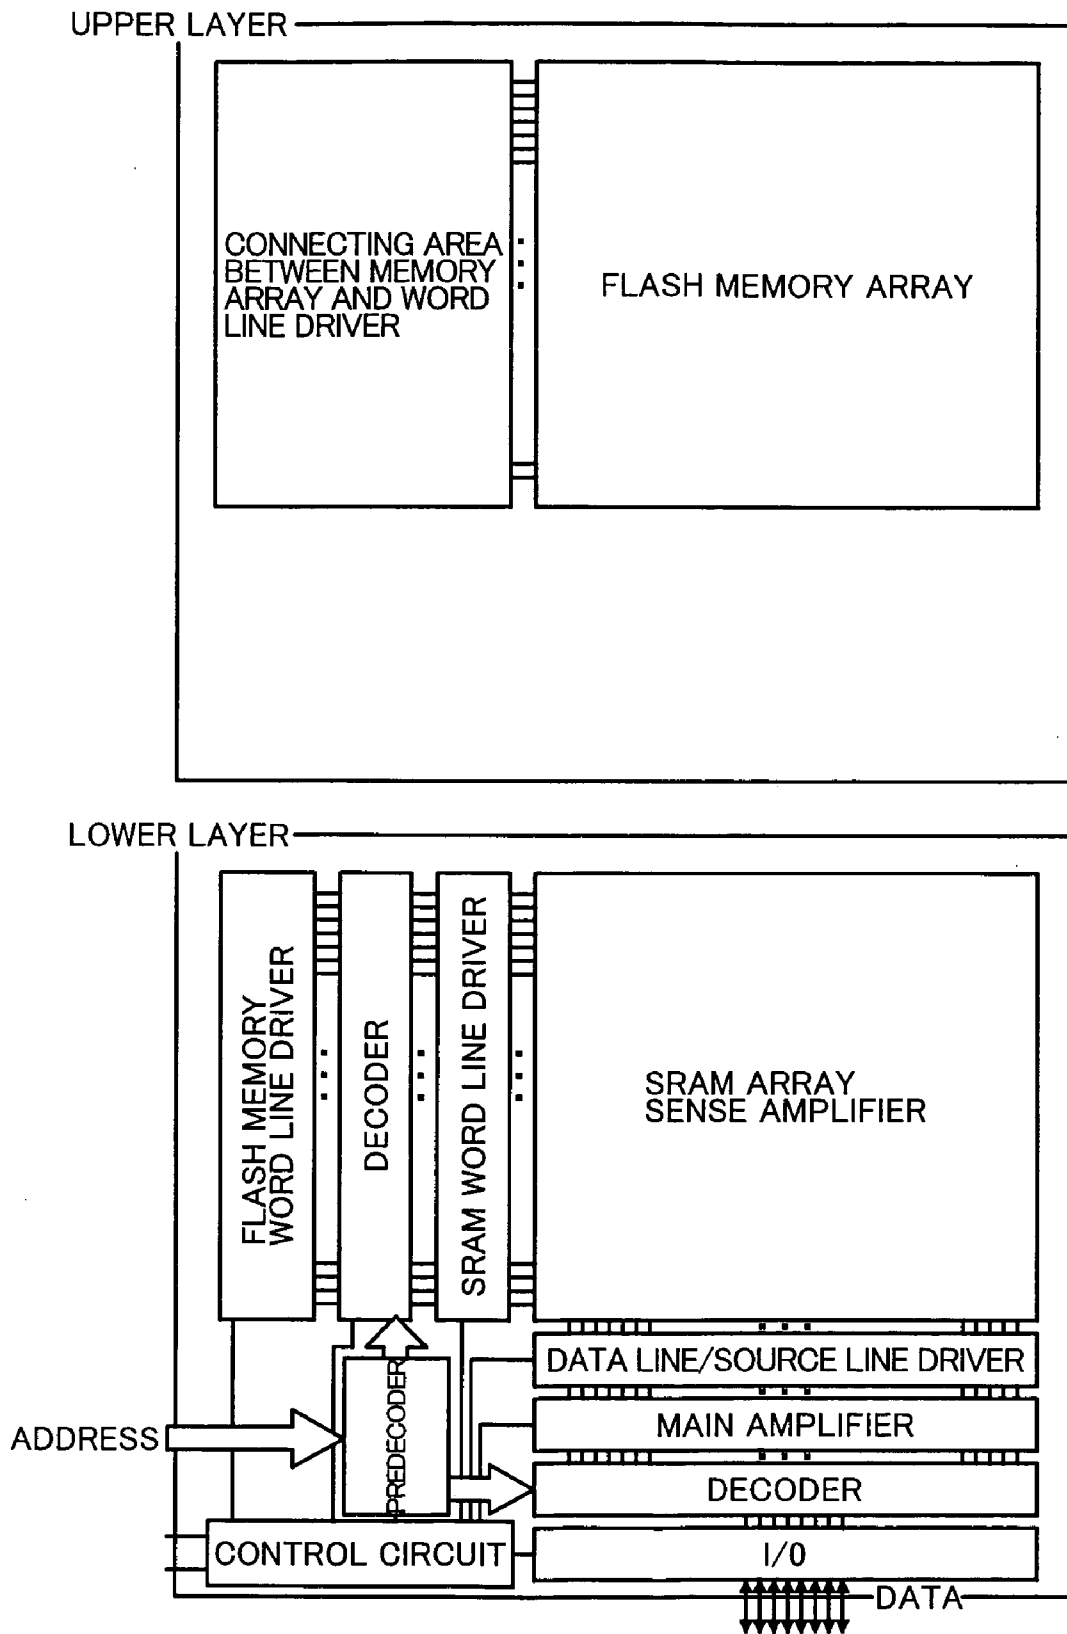 UPPER LAYER
CONNECTING AREA
BETWEEN MEMORY
ARRAY AND WORD
LINE DRIVER
FLASH MEMORY ARRAY
LOWER LAYER
FLASH MEMORY
WORD LINE DRIVER
DECODER
SRAM WORD LINE DRIVER
SRAM ARRAY
SENSE AMPLIFIER
DATA LINE/SOURCE LINE DRIVER
PREDECODER
MAIN AMPLIFIER
ADDRESS
DECODER
CONTROL CIRCUIT
I/O
DATA